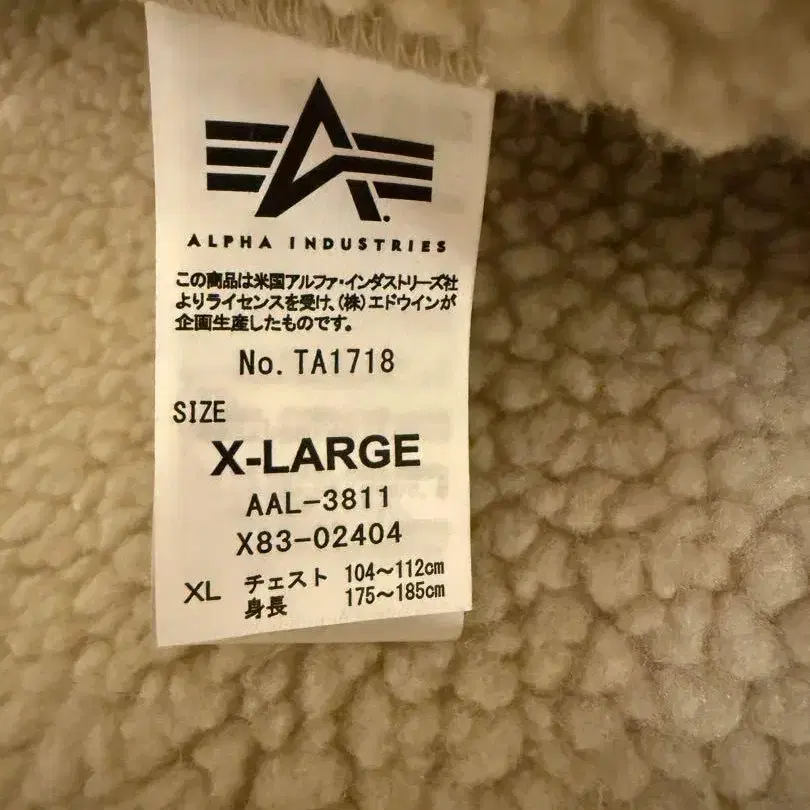 ALPHA INDUSTRIES
この商品は米国アルファ・インダストリーズ社
よりライセンスを受け、(株)エドウインが
企画生産したものです。
No. TA1718
SIZE
X-LARGE
AAL-3811
X83-02404
XL チェスト 104～112cm
身長 175～185cm